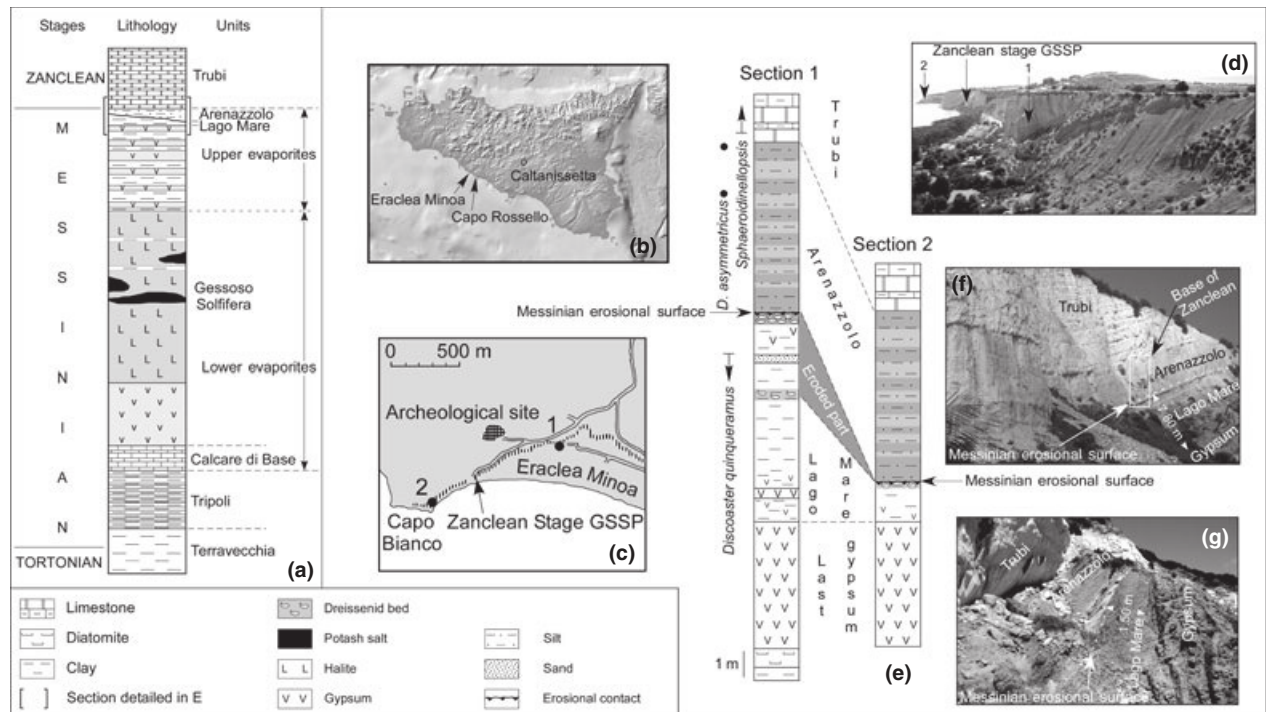 Stages Lithology Units
ZANCLEAN
Trubi
Arenazzolo
Lago Mare
Upper evaporites
M
E
S
S
I
N
I
A
N
Gessoso
Solfifera
Lower evaporites
Calcare di Base
Tripoli
Terravecchia
TORTONIAN
(a)
Caltanissetta
Eraclea Minoa
Capo Rossello
(b)
0 500 m
Archeological site
1
Eraclea Minoa
2
Capo
Bianco
Zanclean Stage GSSP
(c)
Zanclean stage GSSP
2
1
(d)
Section 1
Trubi
D. asymmetricus
Sphaeroidinellopsis
Arenazzolo
Messinian erosional surface
Eroded part
Discoaster quinqueramus
Lago Mare
Last gypsum
1 m
Section 2
Messinian erosional surface
(e)
(f)
Trubi
Base of
Zanclean
Arenazzolo
Lago Mare
Gypsum
Messinian erosional surface
(g)
Trubi
Arenazzolo
Lago Mare
1.50 m
Gypsum
Messinian erosional surface
Limestone
Diatomite
Clay
Section detailed in E
Dreissenid bed
Potash salt
Halite
Gypsum
Silt
Sand
Erosional contact